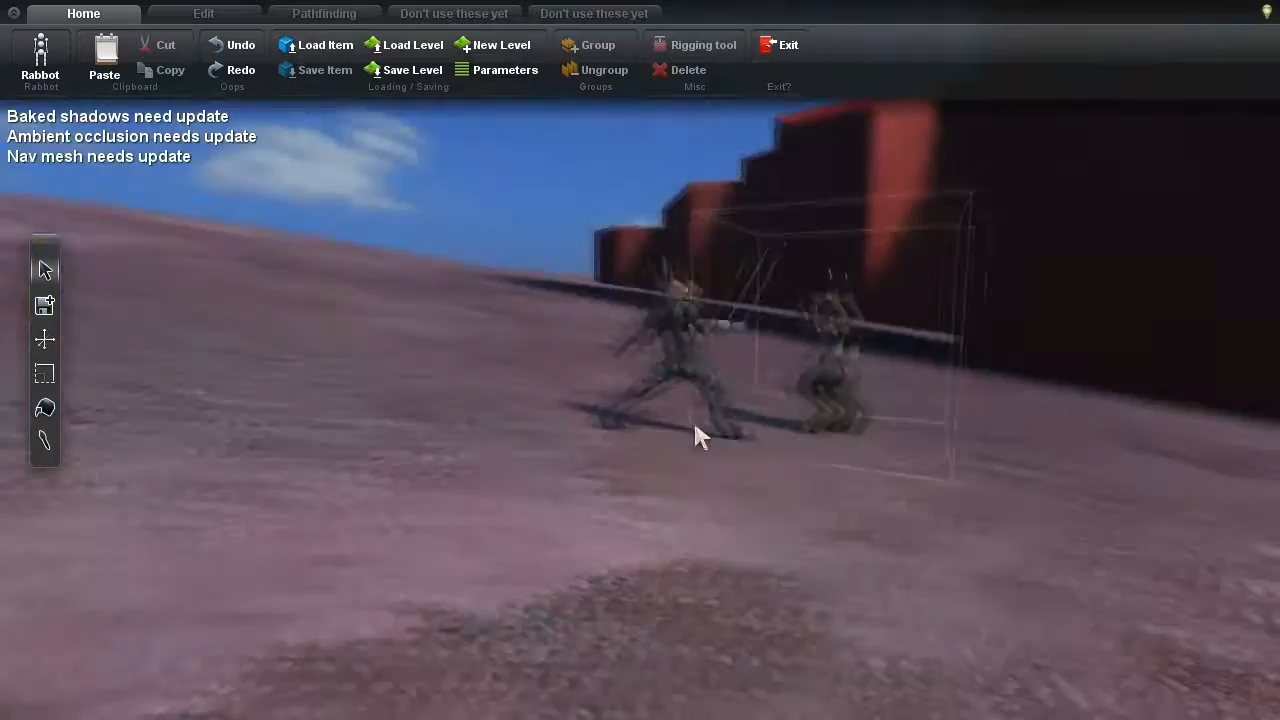 Home Edit Pathfinding Don't use these yet Don't use these yet
Rabbot Paste Cut Undo Load Item Load Level New Level Group Rigging tool Exit
Copy Redo Save Item Save Level Parameters Ungroup Delete
Rabbot Clipboard Oops Loading / Saving Groups Misc Exit?
Baked shadows need update
Ambient occlusion needs update
Nav mesh needs update